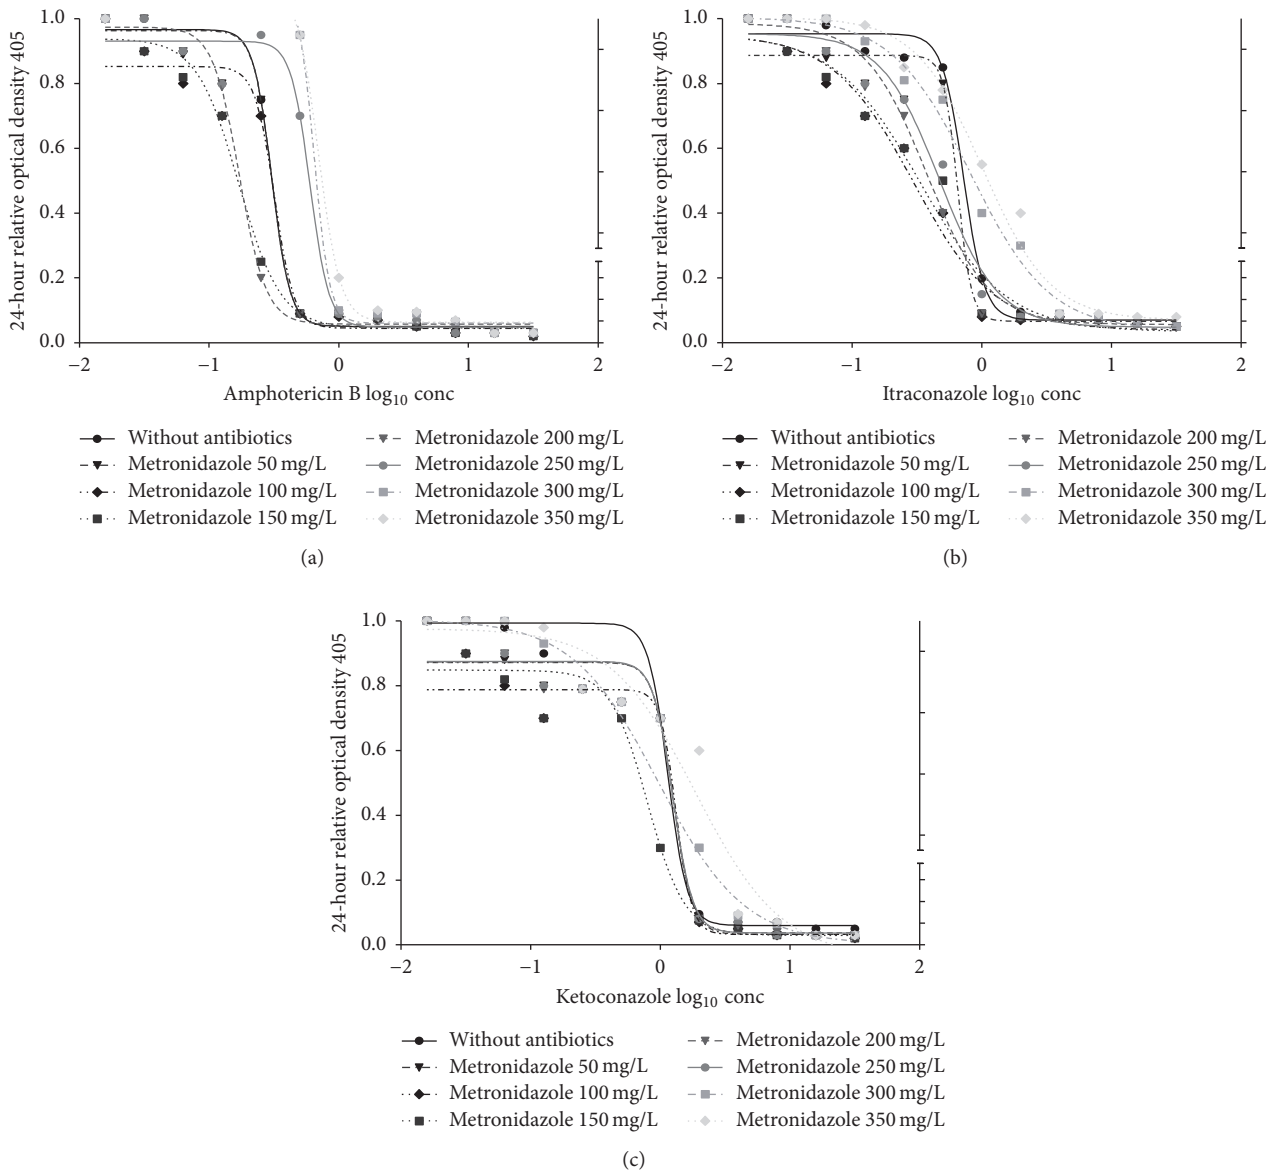 24-hour relative optical density 405
1.0
0.8
0.6
0.4
0.2
0.0
−2 −1 0 1 2
Amphotericin B log10 conc
Without antibiotics
Metronidazole 50 mg/L
Metronidazole 100 mg/L
Metronidazole 150 mg/L
Metronidazole 200 mg/L
Metronidazole 250 mg/L
Metronidazole 300 mg/L
Metronidazole 350 mg/L
(a)
24-hour relative optical density 405
1.0
0.8
0.6
0.4
0.2
0.0
−2 −1 0 1 2
Itraconazole log10 conc
Without antibiotics
Metronidazole 50 mg/L
Metronidazole 100 mg/L
Metronidazole 150 mg/L
Metronidazole 200 mg/L
Metronidazole 250 mg/L
Metronidazole 300 mg/L
Metronidazole 350 mg/L
(b)
24-hour relative optical density 405
1.0
0.8
0.6
0.4
0.2
0.0
−2 −1 0 1 2
Ketoconazole log10 conc
Without antibiotics
Metronidazole 50 mg/L
Metronidazole 100 mg/L
Metronidazole 150 mg/L
Metronidazole 200 mg/L
Metronidazole 250 mg/L
Metronidazole 300 mg/L
Metronidazole 350 mg/L
(c)